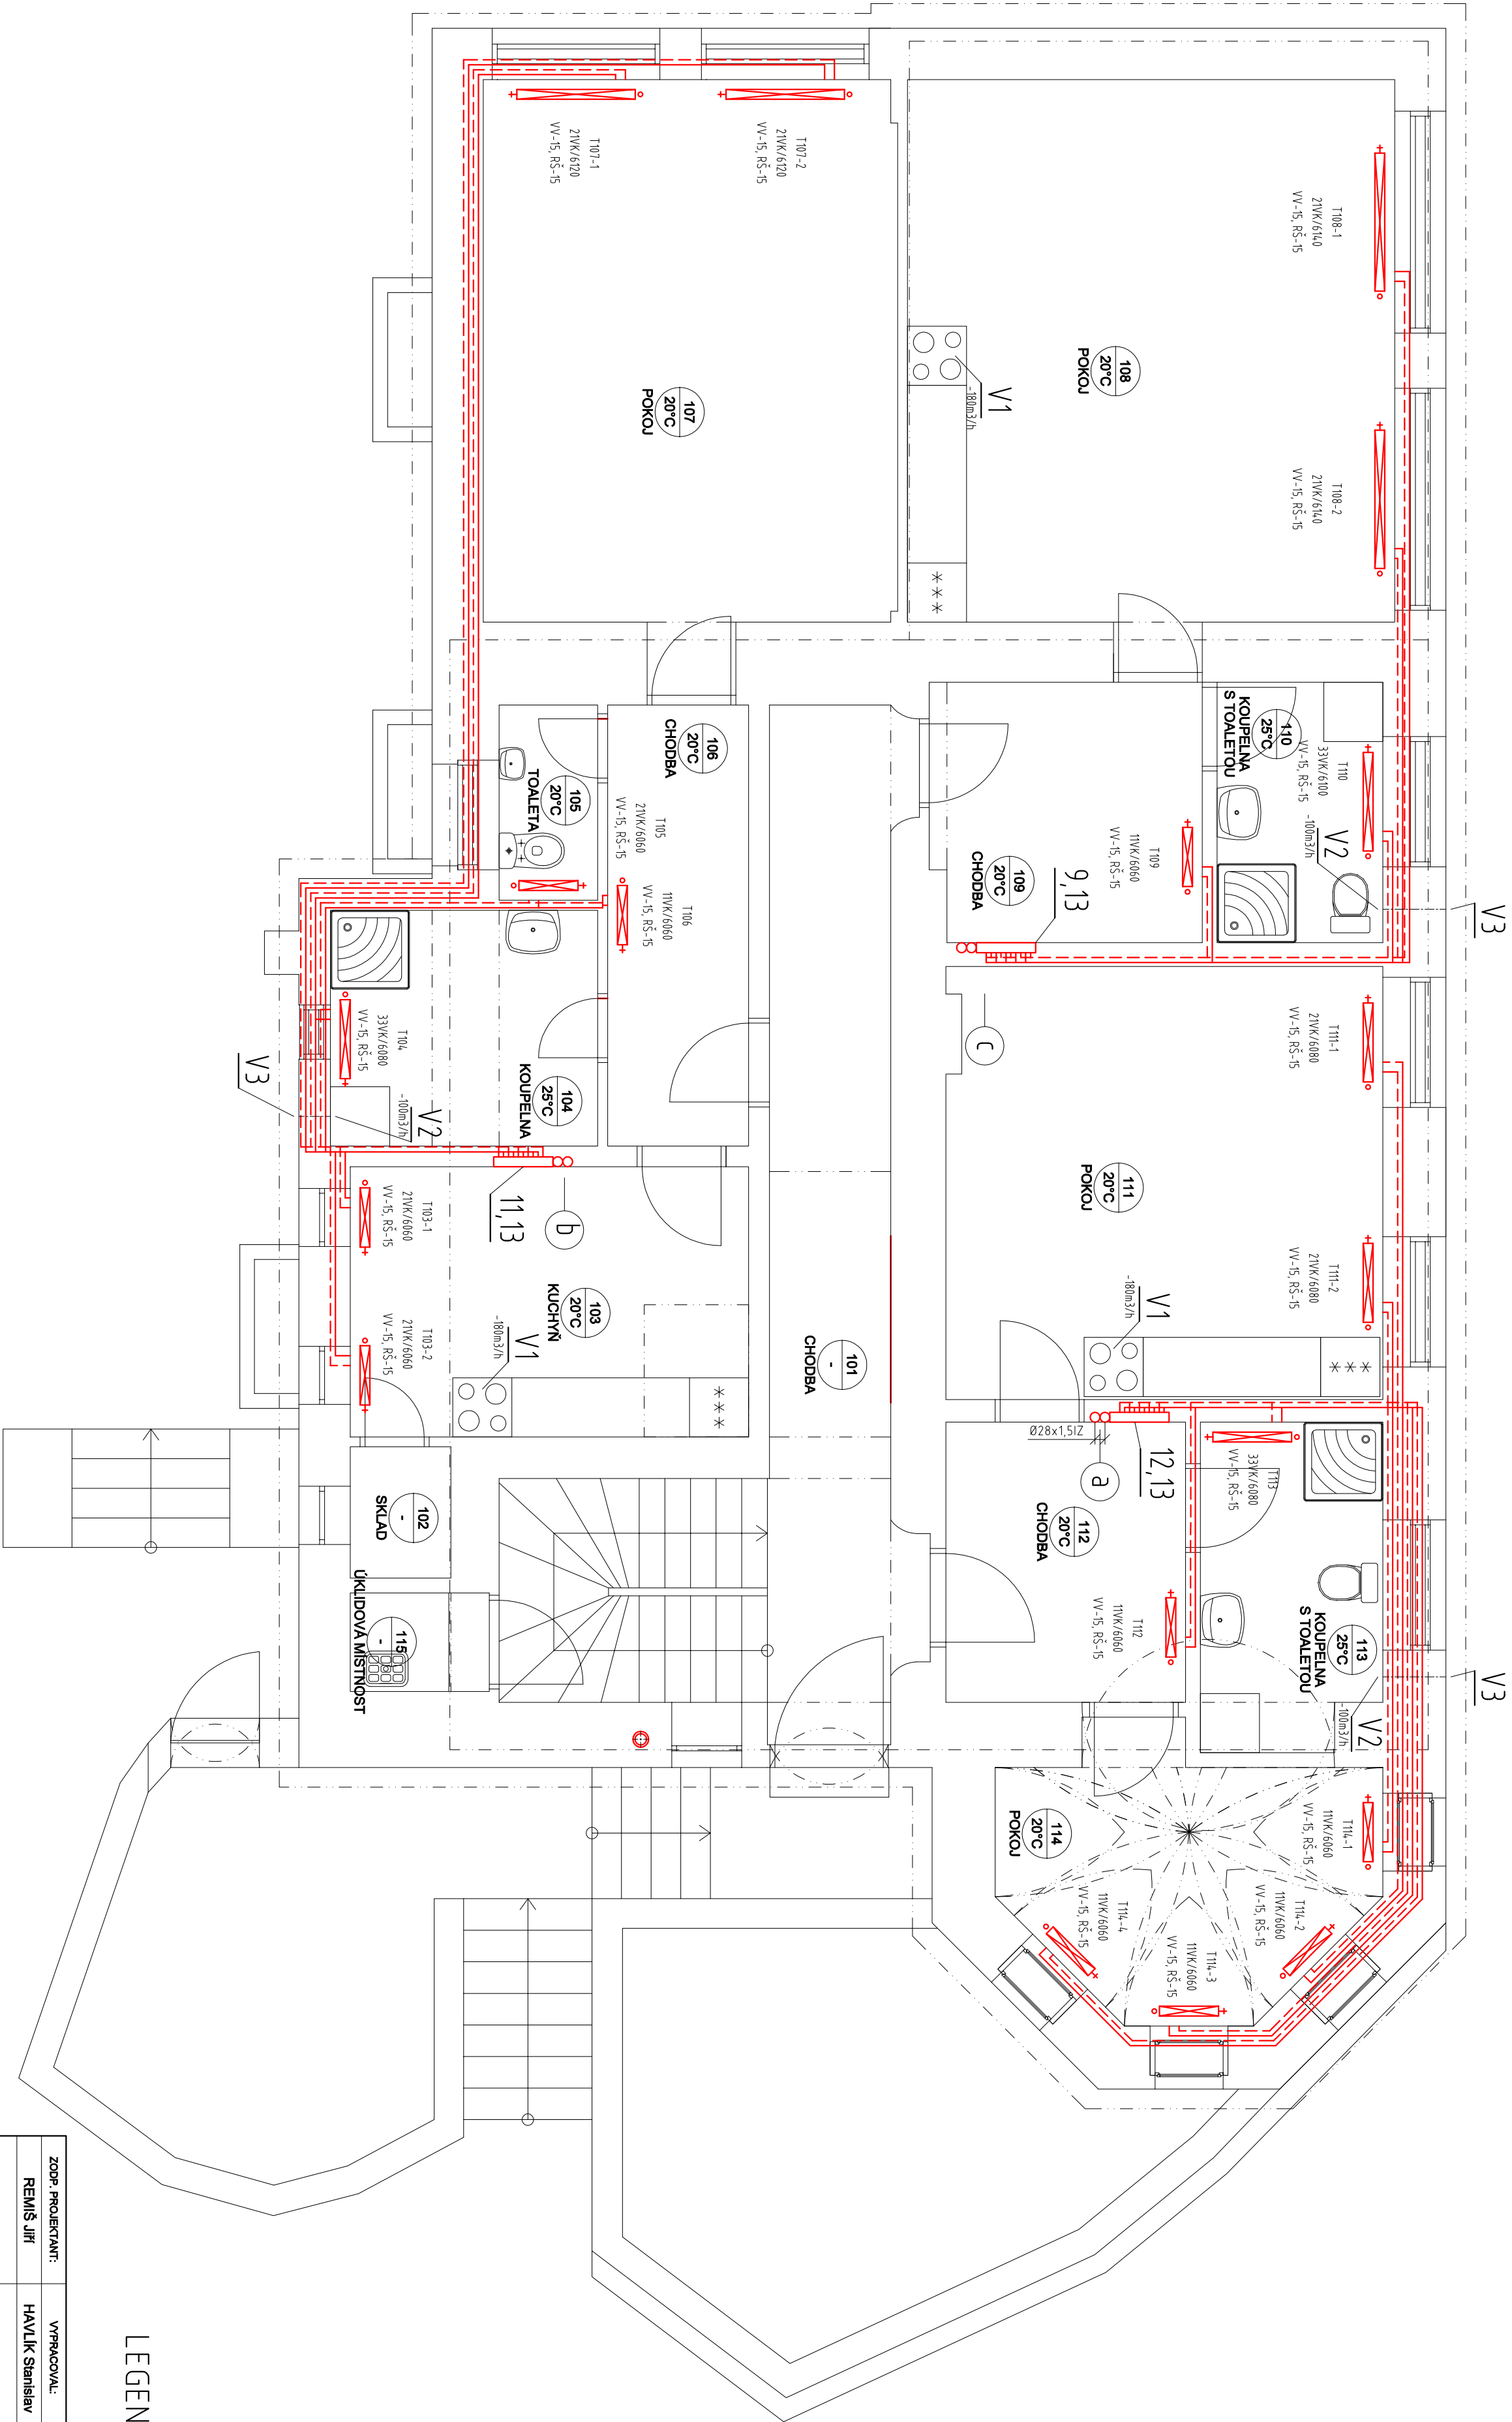 T107-1
21VK/6120
VV-15, RŠ-15
T107-2
21VK/6120
VV-15, RŠ-15
T108-1
21VK/6140
VV-15, RŠ-15
T108-2
21VK/6140
VV-15, RŠ-15
108
20°C
POKOJ
107
20°C
POKOJ
V1
-180m3/h
***
106
20°C
CHODBA
105
20°C
TOALETA
T105
21VK/6060
VV-15, RŠ-15
T106
11VK/6060
VV-15, RŠ-15
110
25°C
KOUPELNA
S TOALETOU
T110
33VK/6100
VV-15, RŠ-15
V2
-100m3/h
V3
T109
11VK/6060
VV-15, RŠ-15
109
20°C
CHODBA
9,13
c
T104
33VK/6080
VV-15, RŠ-15
104
25°C
KOUPELNA
V2
-100m3/h
V3
T111-1
21VK/6080
VV-15, RŠ-15
111
20°C
POKOJ
T111-2
21VK/6080
VV-15, RŠ-15
V1
-180m3/h
***
11,13
b
T103-1
21VK/6060
VV-15, RŠ-15
103
20°C
KUCHYŇ
T103-2
21VK/6060
VV-15, RŠ-15
V1
-180m3/h
***
101
-
CHODBA
Ø28x1,5IZ
a
12,13
T113
33VK/6080
VV-15, RŠ-15
112
20°C
CHODBA
T112
11VK/6060
VV-15, RŠ-15
113
25°C
KOUPELNA
S TOALETOU
V2
100m3/h
V3
102
-
SKLAD
115
-
ÚKLIDOVÁ MÍSTNOST
114
20°C
POKOJ
T114-1
11VK/6060
VV-15, RŠ-15
T114-2
11VK/6060
VV-15, RŠ-15
T114-3
11VK/6060
VV-15, RŠ-15
T114-4
11VK/6060
VV-15, RŠ-15
LEGEN
ZODP. PROJEKTANT:
VYPRACOVAL:
REMIŠ Jiří
HAVLÍK Stanislav